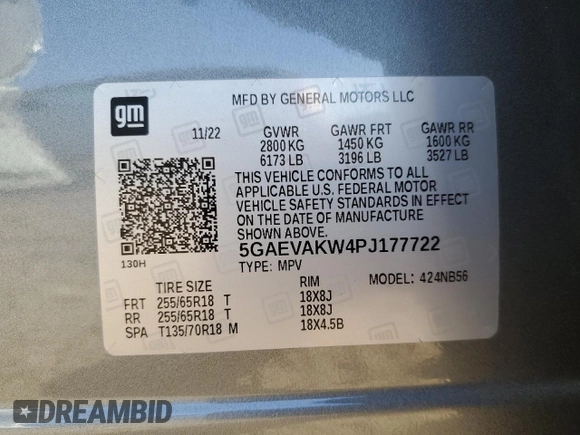 gm
MFD BY GENERAL MOTORS LLC
11/22 GVWR GAWR FRT GAWR RR
2800 KG 1450 KG 1600 KG
6173 LB 3196 LB 3527 LB
THIS VEHICLE CONFORMS TO ALL
APPLICABLE U.S. FEDERAL MOTOR
VEHICLE SAFETY STANDARDS IN EFFECT
ON THE DATE OF MANUFACTURE
SHOWN ABOVE.
130H
5GAEVAKW4PJ177722
TYPE: MPV MODEL: 424NB56
TIRE SIZE RIM
FRT 255/65R18 T 18X8J
RR 255/65R18 T 18X8J
SPA T135/70R18 M 18X4.5B
DREAMBID